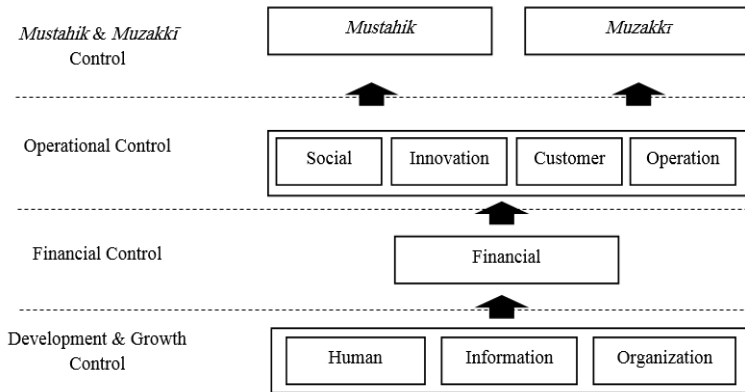 Mustahik & Muzakkī
Control
Mustahik
Muzakkī
Operational Control
Social
Innovation
Customer
Operation
Financial Control
Financial
Development & Growth
Control
Human
Information
Organization